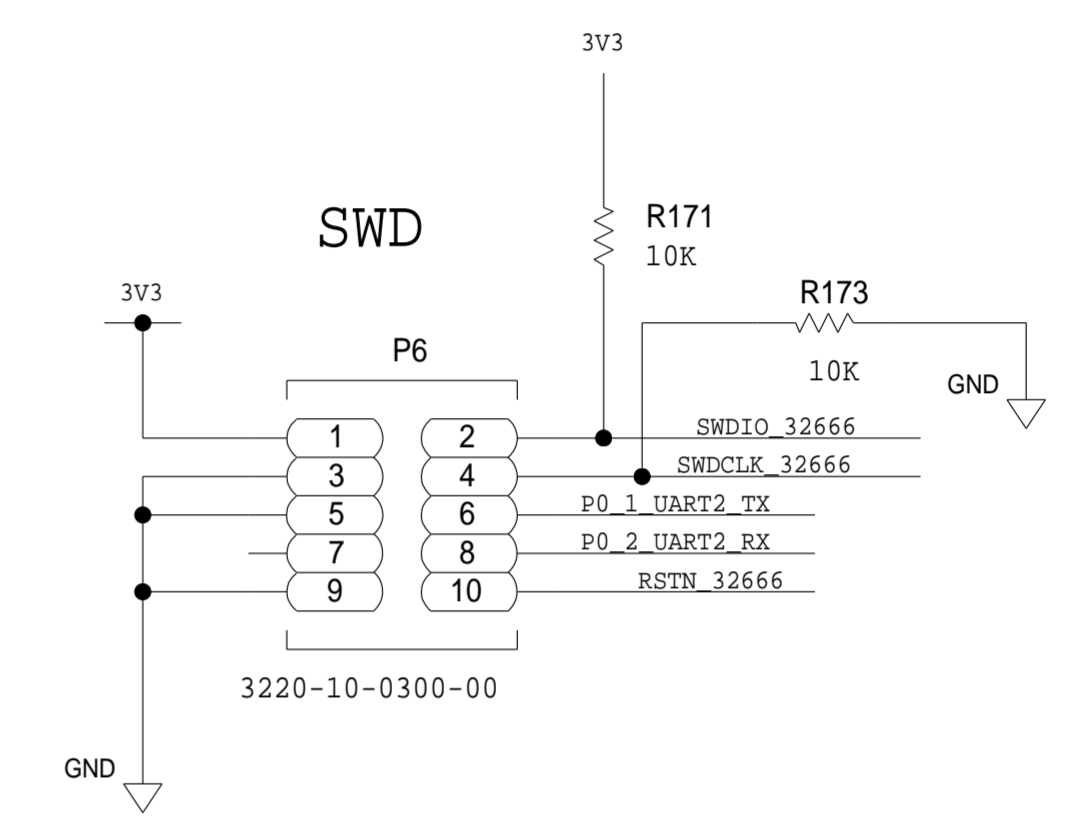 3V3
SWD
R171
10K
3V3
R173
P6
10K
GND
1 2 SWDIO_32666
3 4 SWDCLK_32666
5 6 P0_1_UART2_TX
7 8 P0_2_UART2_RX
9 10 RSTN_32666
3220-10-0300-00
GND